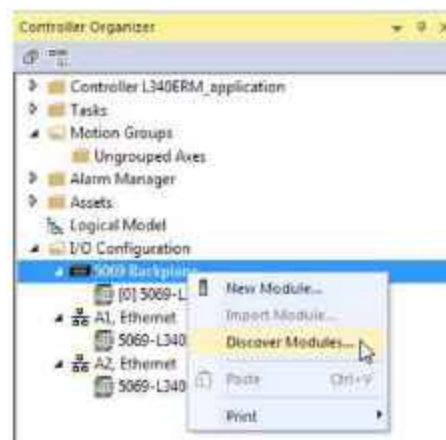 Controller Organizer
Controller L340ERM_application
Tasks
Motion Groups
Ungrouped Axes
Alarm Manager
Assets
Logical Model
I/O Configuration
5069 Backplane
[0] 5069-L
A1, Ethernet
5069-L340
A2, Ethernet
5069-L340
New Module...
Import Module...
Discover Modules...
Paste Ctrl+V
Print